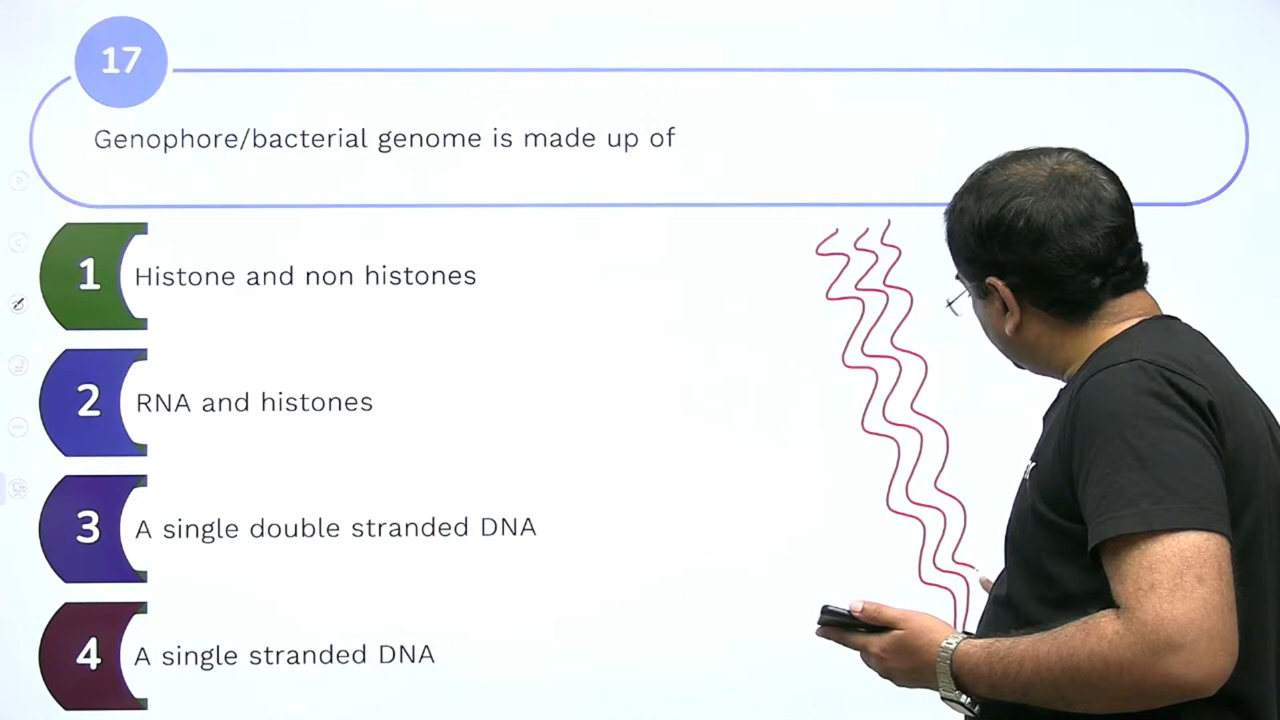 17
Genophore/bacterial genome is made up of
1
Histone and non histones
2
RNA and histones
3
A single double stranded DNA
4
A single stranded DNA